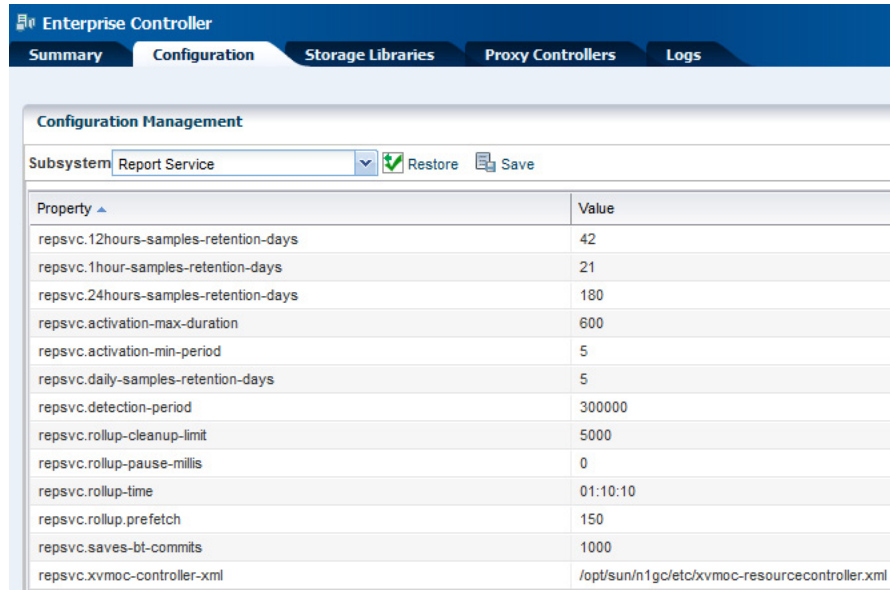 Enterprise Controller
Summary Configuration Storage Libraries Proxy Controllers Logs
Configuration Management
Subsystem Report Service Restore Save
Property Value
repsvc.12hours-samples-retention-days 42
repsvc.1hour-samples-retention-days 21
repsvc.24hours-samples-retention-days 180
repsvc.activation-max-duration 600
repsvc.activation-min-period 5
repsvc.daily-samples-retention-days 5
repsvc.detection-period 300000
repsvc.rollup-cleanup-limit 5000
repsvc.rollup-pause-millis 0
repsvc.rollup-time 01:10:10
repsvc.rollup.prefetch 150
repsvc.saves-bt-commits 1000
repsvc.xvmoc-controller-xml /opt/sun/n1gc/etc/xvmoc-resourcecontroller.xml